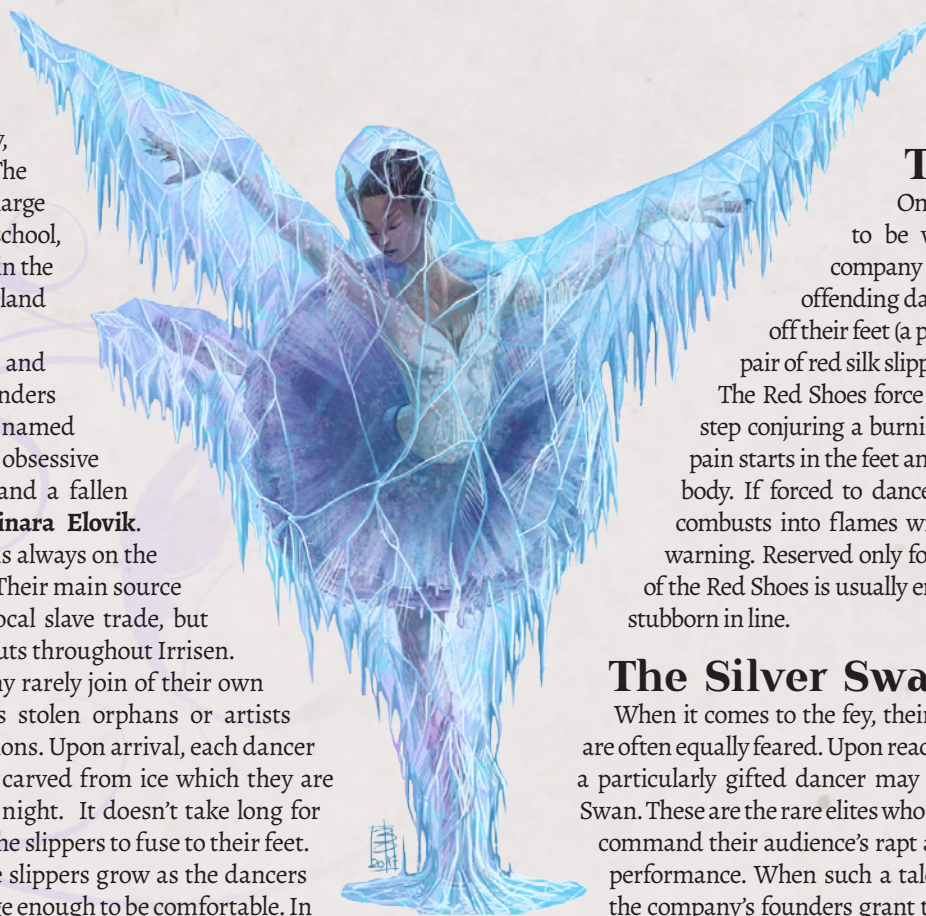 y,
The
arge
school,
in the
land
and
nders
named
obsessive
and a fallen
inara Elovik.
is always on the
Their main source
ocal slave trade, but
uts throughout Irrisen.
ny rarely join of their own
s stolen orphans or artists
ions. Upon arrival, each dancer
carved from ice which they are
night. It doesn’t take long for
he slippers to fuse to their feet.
e slippers grow as the dancers
ge enough to be comfortable. In
T
On
to be w
company
offending da
off their feet (a p
pair of red silk slipp
The Red Shoes force
step conjuring a burni
pain starts in the feet an
body. If forced to dance
combusts into flames wi
warning. Reserved only fo
of the Red Shoes is usually en
stubborn in line.
The Silver Swa
When it comes to the fey, their
are often equally feared. Upon reac
a particularly gifted dancer may
Swan. These are the rare elites who
command their audience’s rapt a
performance. When such a tale
the company’s founders grant t